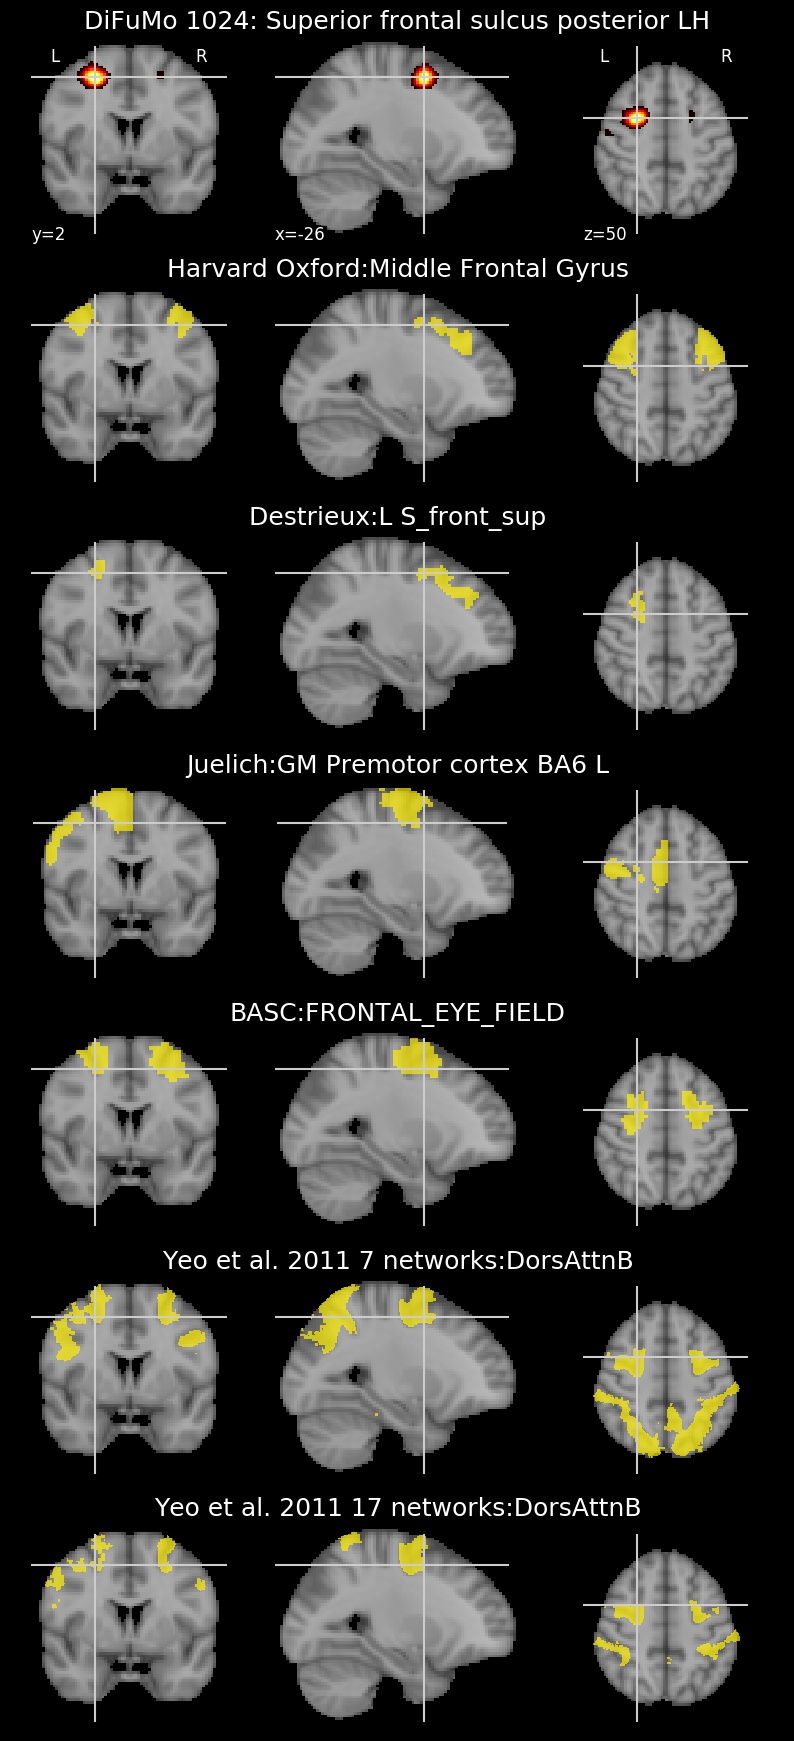 DiFuMo 1024: Superior frontal sulcus posterior LH
L R L R
y=2 x=-26 z=50
Harvard Oxford:Middle Frontal Gyrus
Destrieux:L S_front_sup
Juelich:GM Premotor cortex BA6 L
BASC:FRONTAL_EYE_FIELD
Yeo et al. 2011 7 networks:DorsAttnB
Yeo et al. 2011 17 networks:DorsAttnB